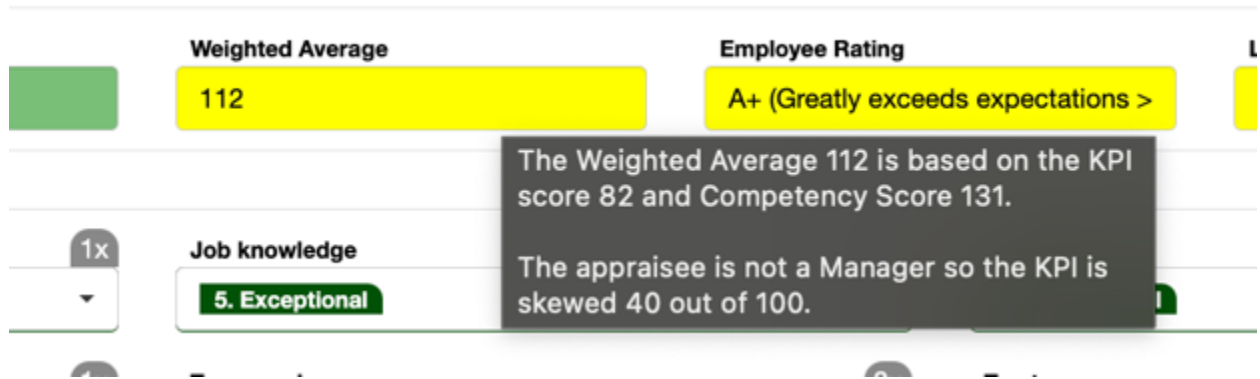 Weighted Average
Employee Rating
112
A+ (Greatly exceeds expectations >
The Weighted Average 112 is based on the KPI
score 82 and Competency Score 131.
The appraisee is not a Manager so the KPI is
skewed 40 out of 100.
1x
Job knowledge
5. Exceptional